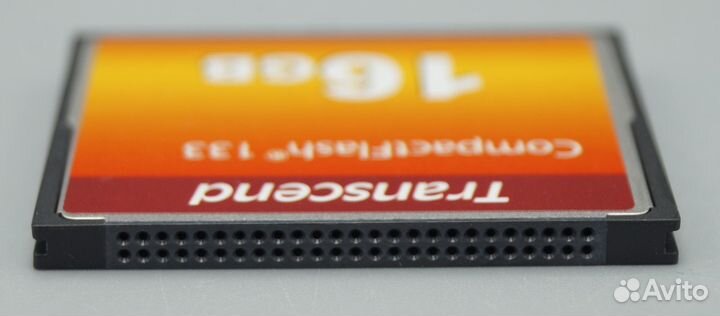 Transcend
CompactFlash® 133
16GB
Avito